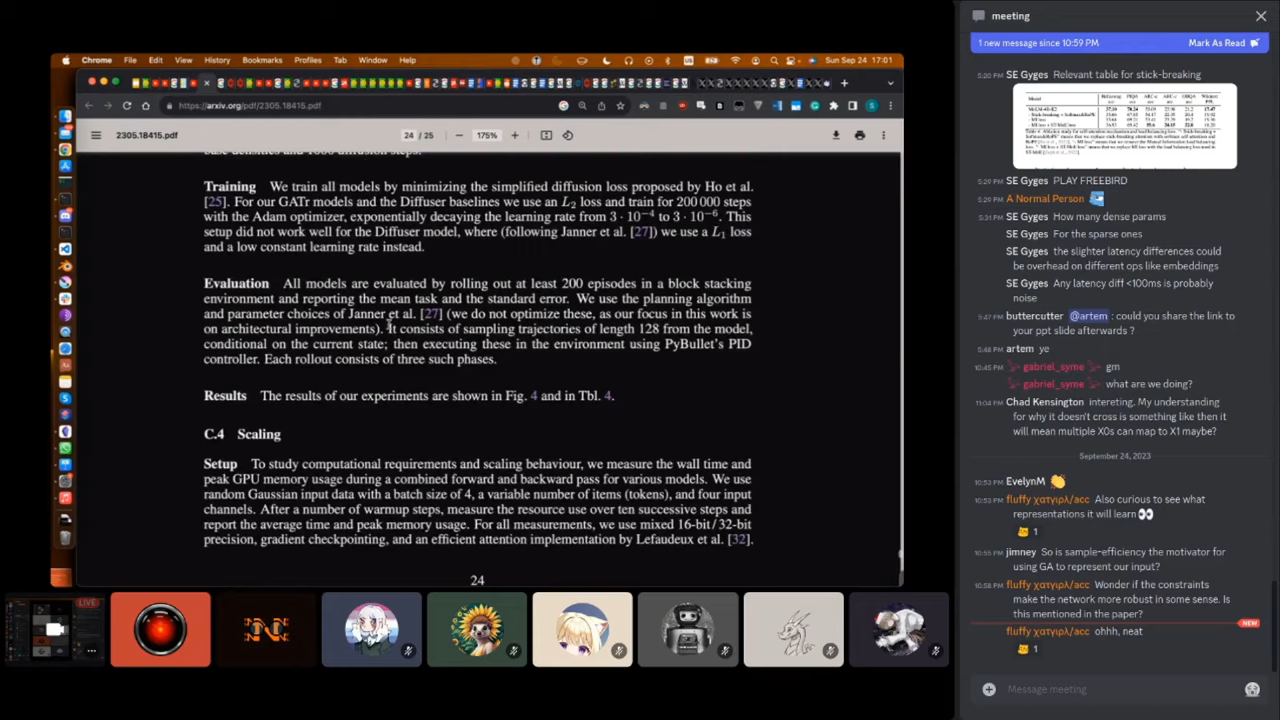 Chrome File Edit View History Bookmarks Profiles Tab Window Help
Sun Sep 24 17:01
https://arxiv.org/pdf/2305.18415.pdf
2305.18415.pdf 24 / 25 175%
Training We train all models by minimizing the simplified diffusion loss proposed by Ho et al.
[25]. For our GATr models and the Diffuser baselines we use an L2 loss and train for 200 000 steps
with the Adam optimizer, exponentially decaying the learning rate from 3 · 10−4 to 3 · 10−6. This
setup did not work well for the Diffuser model, where (following Janner et al. [27]) we use a L1 loss
and a low constant learning rate instead.
Evaluation All models are evaluated by rolling out at least 200 episodes in a block stacking
environment and reporting the mean task and the standard error. We use the planning algorithm
and parameter choices of Janner et al. [27] (we do not optimize these, as our focus in this work is
on architectural improvements). It consists of sampling trajectories of length 128 from the model,
conditional on the current state; then executing these in the environment using PyBullet's PID
controller. Each rollout consists of three such phases.
Results The results of our experiments are shown in Fig. 4 and in Tbl. 4.
C.4 Scaling
Setup To study computational requirements and scaling behaviour, we measure the wall time and
peak GPU memory usage during a combined forward and backward pass for various models. We use
random Gaussian input data with a batch size of 4, a variable number of items (tokens), and four input
channels. After a number of warmup steps, measure the resource use over ten successive steps and
report the average time and peak memory usage. For all measurements, we use mixed 16-bit/32-bit
precision, gradient checkpointing, and an efficient attention implementation by Lefaudeux et al. [32].
24
LIVE
N
meeting
1 new message since 10:59 PM Mark As Read
5:20 PM SE Gyges Relevant table for stick-breaking
5:29 PM SE Gyges PLAY FREEBIRD
5:29 PM A Normal Person
5:31 PM SE Gyges How many dense params
SE Gyges For the sparse ones
SE Gyges the slighter latency differences could
be overhead on different ops like embeddings
SE Gyges Any latency diff <100ms is probably
noise
5:47 PM buttercutter @artem : could you share the link to
your ppt slide afterwards ?
5:48 PM artem ye
10:45 PM gabriel_syme gm
gabriel_syme what are we doing?
11:04 PM Chad Kensington intereting. My understanding
for why it doesn't cross is something like then it
will mean multiple X0s can map to X1 maybe?
September 24, 2023
10:53 PM EvelynM
10:53 PM fluffy χατγιρλ/acc Also curious to see what
representations it will learn
1
10:55 PM jimney So is sample-efficiency the motivator for
using GA to represent our input?
10:58 PM fluffy χατγιρλ/acc Wonder if the constraints
make the network more robust in some sense. Is
this mentioned in the paper?
NEW
fluffy χατγιρλ/acc ohhh, neat
1
Message meeting